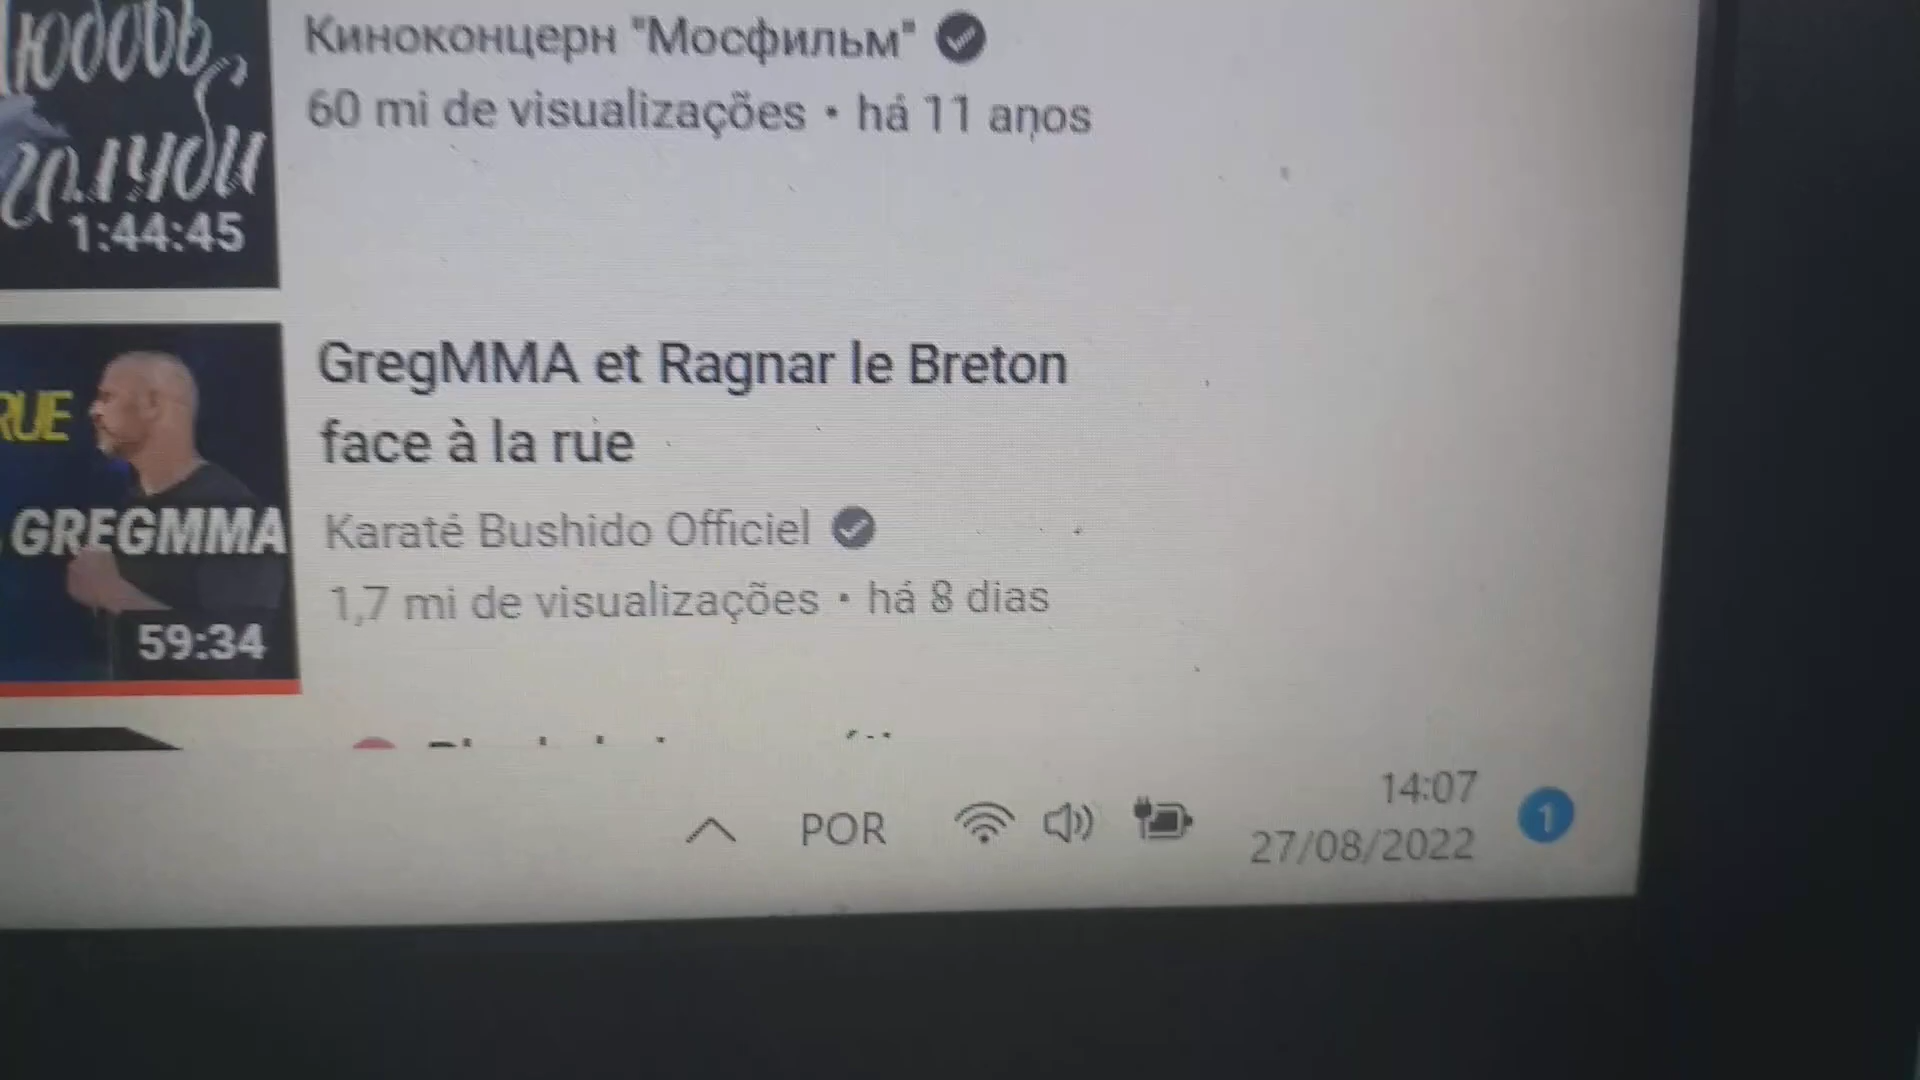 Любовь
и
голуби
1:44:45
Киноконцерн "Мосфильм"
60 mi de visualizações • há 11 anos
RUE
GREGMMA
59:34
GregMMA et Ragnar le Breton
face à la rue
Karaté Bushido Officiel
1,7 mi de visualizações • há 8 dias
POR
14:07
27/08/2022
1